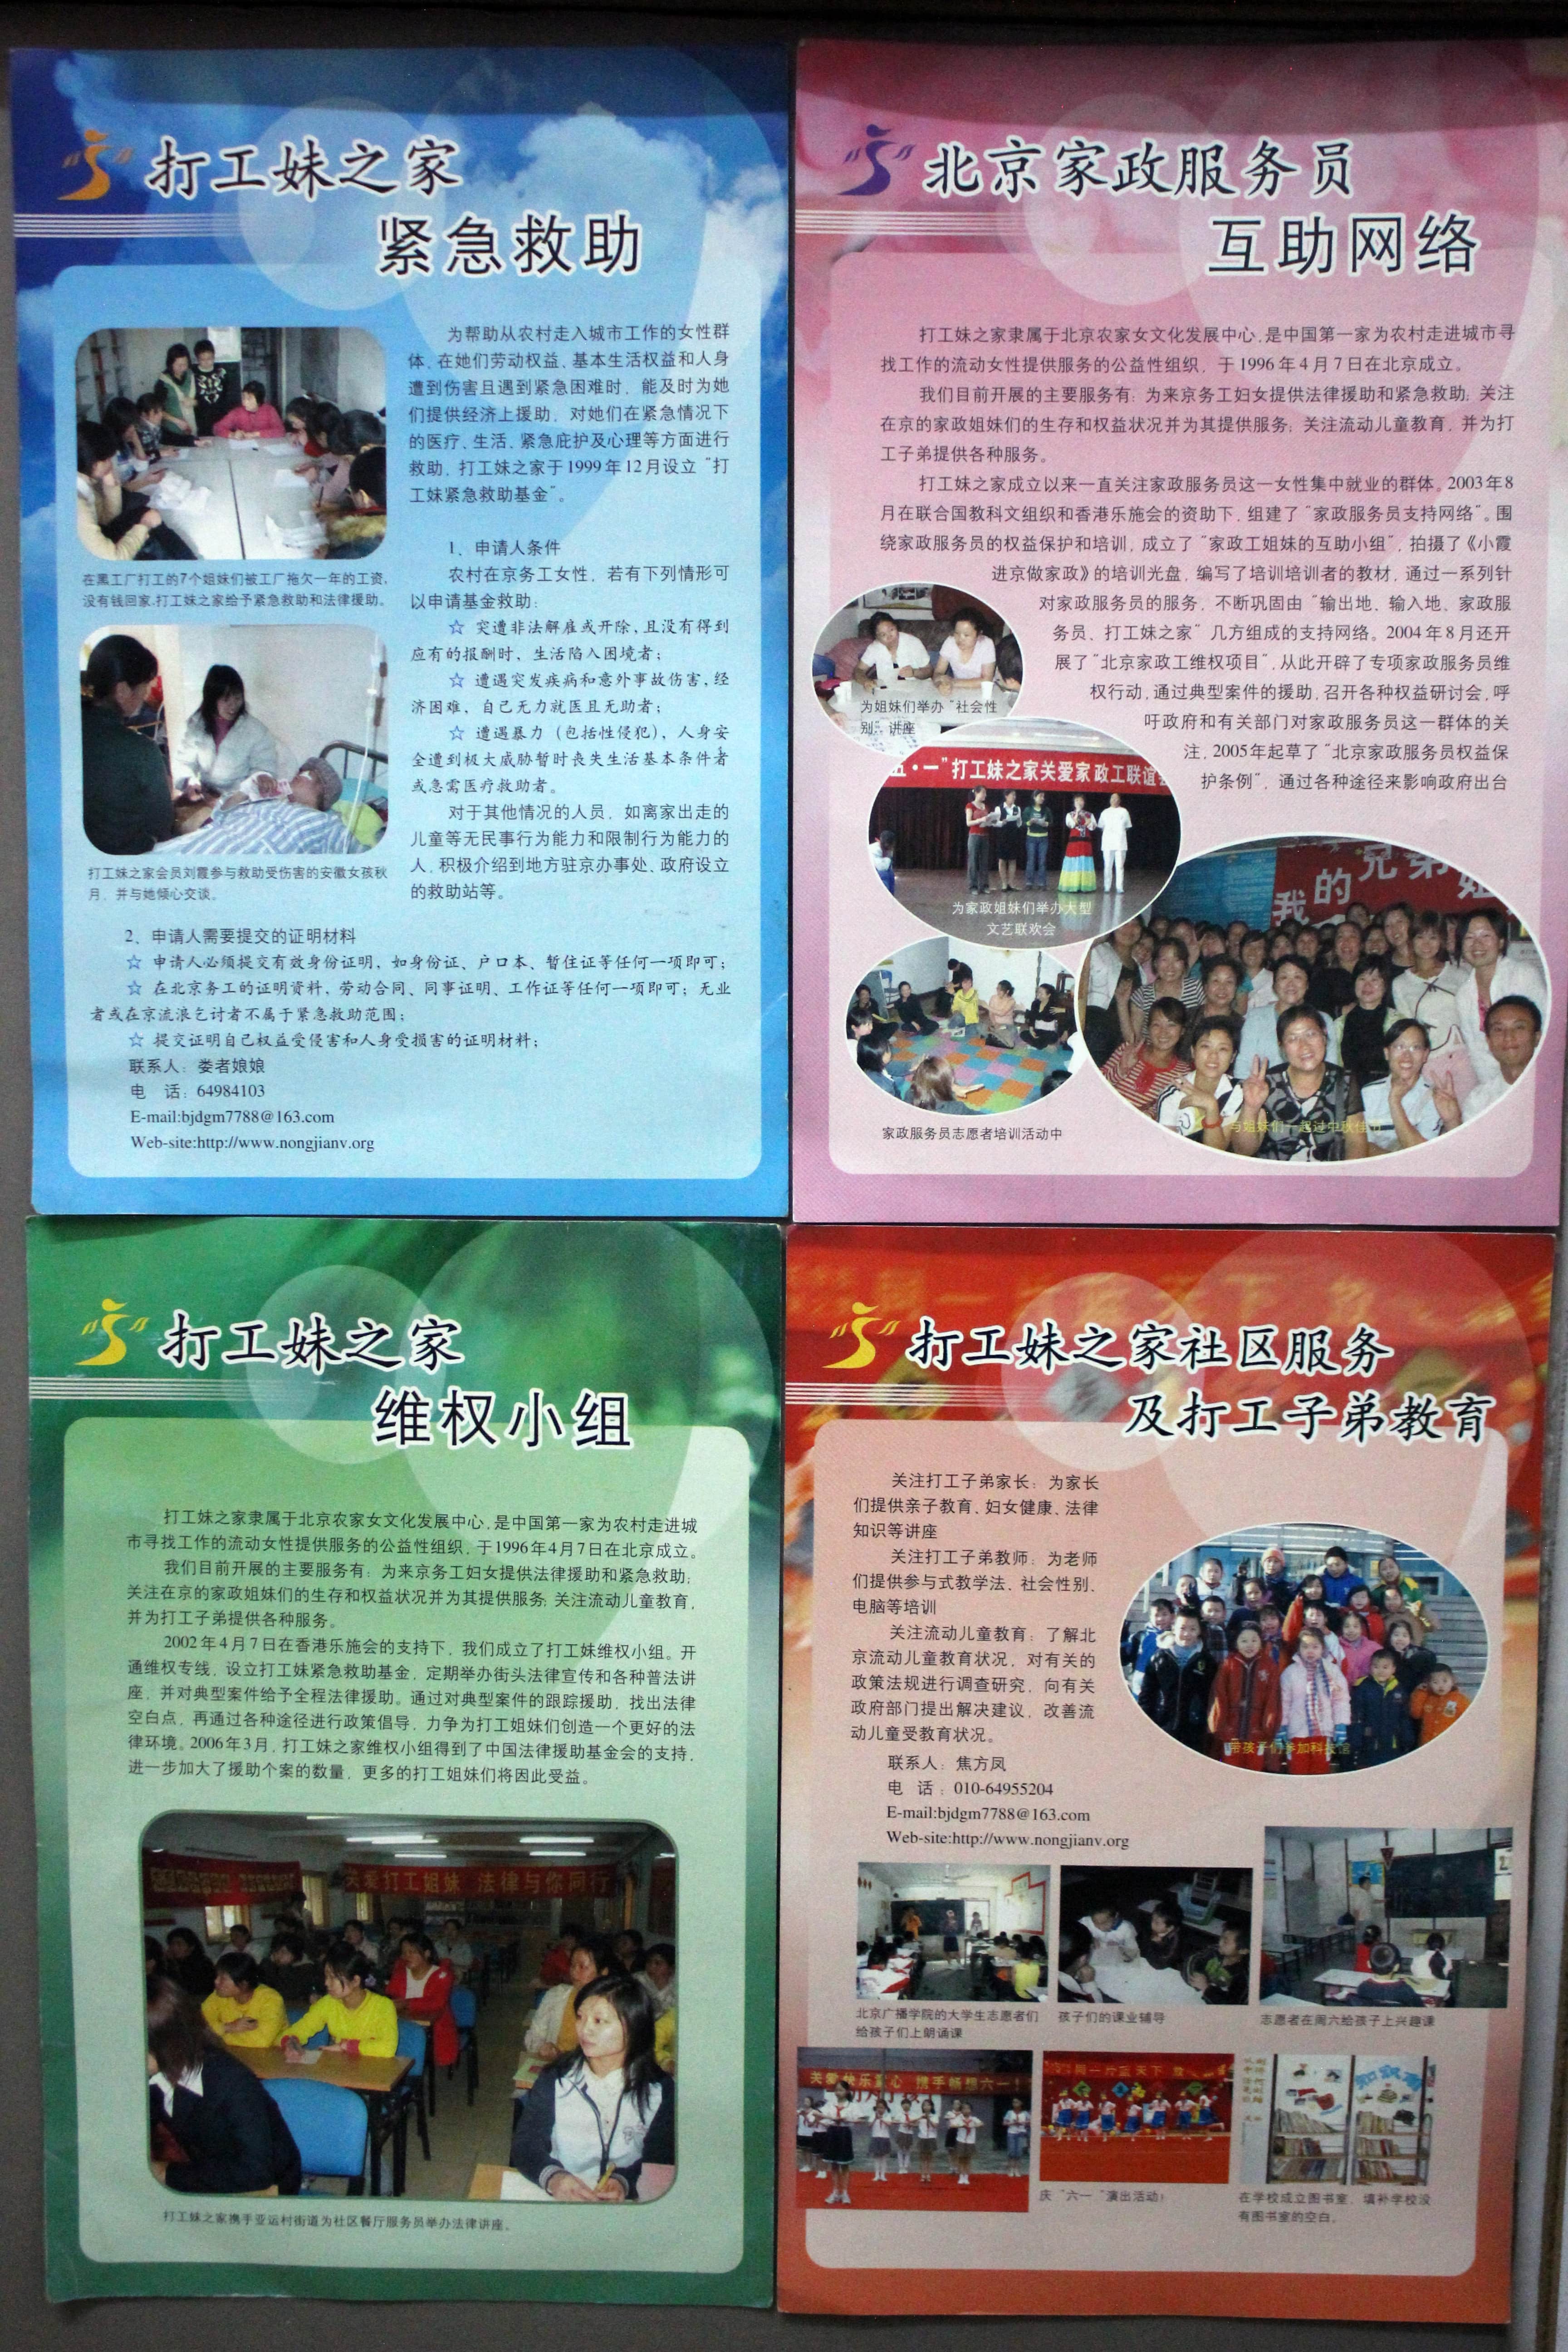 打工妹之家
紧急救助
为帮助从农村走入城市工作的女性群
体,在她们劳动权益、基本生活权益和人身
遭到伤害且遇到紧急困难时,能及时为她
们提供经济上援助,对她们在紧急情况下
的医疗、生活、紧急庇护及心理等方面进行
救助,打工妹之家于1999年12月设立“打
工妹紧急救助基金”。
在黑工厂打工的7个姐妹们被工厂拖欠一年的工资,
没有钱回家,打工妹之家给予紧急救助和法律援助。
1、申请人条件
农村在京务工女性,若有下列情形可
以申请基金救助:
☆ 突遭非法解雇或开除,且没有得到
应有的报酬时,生活陷入困境者;
☆ 遭遇突发疾病和意外事故伤害,经
济困难,自己无力就医且无助者;
☆ 遭遇暴力(包括性侵犯),人身安
全遭到极大威胁暂时丧失生活基本条件者
或急需医疗救助者。
对于其他情况的人员,如离家出走的
儿童等无民事行为能力和限制行为能力的
人,积极介绍到地方驻京办事处、政府设立
的救助站等。
打工妹之家会员刘霞参与救助受伤害的安徽女孩秋
月,并与她倾心交谈。
2、申请人需要提交的证明材料
☆ 申请人必须提交有效身份证明,如身份证、户口本、暂住证等任何一项即可;
☆ 在北京务工的证明资料,劳动合同、同事证明、工作证等任何一项即可;无业
者或在京流浪乞讨者不属于紧急救助范围;
☆ 提交证明自己权益受侵害和人身受损害的证明材料;
联系人:娄者娘娘
电 话:64984103
E-mail:bjdgm7788@163.com
Web-site:http://www.nongjianv.org
北京家政服务员
互助网络
打工妹之家隶属于北京农家女文化发展中心,是中国第一家为农村走进城市寻
找工作的流动女性提供服务的公益性组织,于1996年4月7日在北京成立。
我们目前开展的主要服务有:为来京务工妇女提供法律援助和紧急救助;关注
在京的家政姐妹们的生存和权益状况并为其提供服务;关注流动儿童教育,并为打
工子弟提供各种服务。
打工妹之家成立以来一直关注家政服务员这一女性集中就业的群体。2003年8
月在联合国教科文组织和香港乐施会的资助下,组建了“家政服务员支持网络”。围
绕家政服务员的权益保护和培训,成立了“家政工姐妹的互助小组”,拍摄了《小霞
进京做家政》的培训光盘,编写了培训培训者的教材,通过一系列针
对家政服务员的服务,不断巩固由“输出地、输入地、家政服
务员、打工妹之家”几方组成的支持网络。2004年8月还开
展了“北京家政工维权项目”,从此开辟了专项家政服务员维
权行动,通过典型案件的援助,召开各种权益研讨会,呼
吁政府和有关部门对家政服务员这一群体的关
注,2005年起草了“北京家政服务员权益保
护条例”,通过各种途径来影响政府出台
为姐妹们举办“社会性
别”讲座
五·一”打工妹之家关爱家政工联谊
为家政姐妹们举办大型
文艺联欢会
我的兄弟姐
与姐妹们一起过中秋佳节
家政服务员志愿者培训活动中
打工妹之家
维权小组
打工妹之家隶属于北京农家女文化发展中心,是中国第一家为农村走进城
市寻找工作的流动女性提供服务的公益性组织,于1996年4月7日在北京成立。
我们目前开展的主要服务有:为来京务工妇女提供法律援助和紧急救助;
关注在京的家政姐妹们的生存和权益状况并为其提供服务;关注流动儿童教育,
并为打工子弟提供各种服务。
2002年4月7日在香港乐施会的支持下,我们成立了打工妹维权小组。开
通维权专线,设立打工妹紧急救助基金,定期举办街头法律宣传和各种普法讲
座,并对典型案件给予全程法律援助。通过对典型案件的跟踪援助,找出法律
空白点,再通过各种途径进行政策倡导,力争为打工姐妹们创造一个更好的法
律环境。2006年3月,打工妹之家维权小组得到了中国法律援助基金会的支持,
进一步加大了援助个案的数量,更多的打工姐妹们将因此受益。
关爱打工姐妹 法律与你同行
打工妹之家携手亚运村街道为社区餐厅服务员举办法律讲座。
打工妹之家社区服务
及打工子弟教育
关注打工子弟家长:为家长
们提供亲子教育、妇女健康、法律
知识等讲座
关注打工子弟教师:为老师
们提供参与式教学法、社会性别、
电脑等培训
关注流动儿童教育:了解北
京流动儿童教育状况,对有关的
政策法规进行调查研究,向有关
政府部门提出解决建议,改善流
动儿童受教育状况。
联系人:焦方凤
电 话:010-64955204
E-mail:bjdgm7788@163.com
Web-site:http://www.nongjianv.org
带孩子们参加科技馆
北京广播学院的大学生志愿者们
给孩子们上朗诵课
孩子们的课业辅导
志愿者在周六给孩子上兴趣课
关爱快乐童心 携手畅想六一!
同一片蓝天下
庆“六一”演出活动!
知识窗
在学校成立图书室,填补学校没
有图书室的空白。